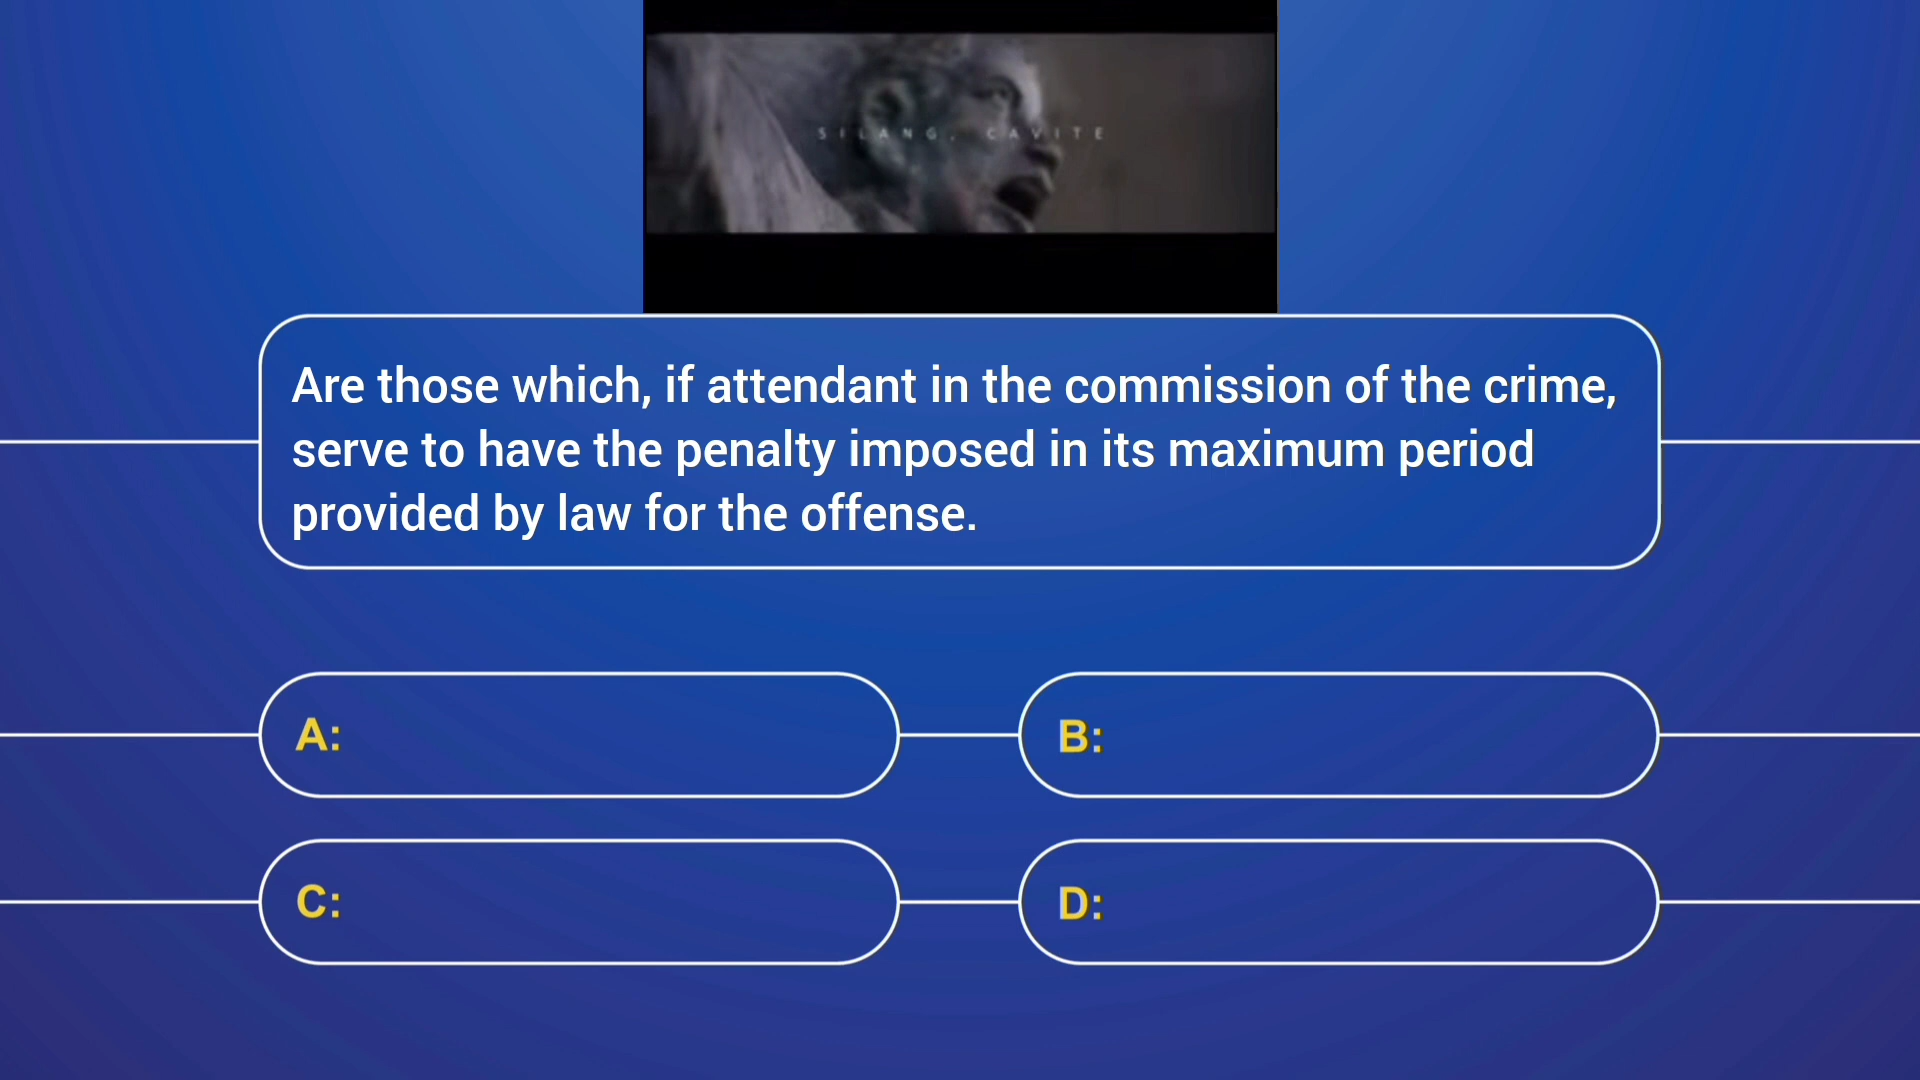 SILANG, CAVITE
Are those which, if attendant in the commission of the crime,
serve to have the penalty imposed in its maximum period
provided by law for the offense.
A:
B:
C:
D: